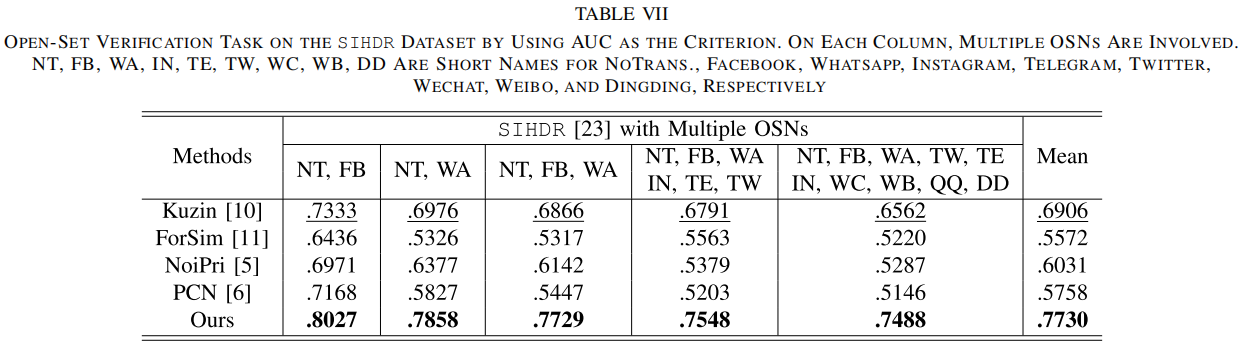 TABLE VII
OPEN-SET VERIFICATION TASK ON THE SIHDR DATASET BY USING AUC AS THE CRITERION. ON EACH COLUMN, MULTIPLE OSNS ARE INVOLVED.
NT, FB, WA, IN, TE, TW, WC, WB, DD ARE SHORT NAMES FOR NOTRANS., FACEBOOK, WHATSAPP, INSTAGRAM, TELEGRAM, TWITTER,
WECHAT, WEIBO, AND DINGDING, RESPECTIVELY
Methods SIHDR [23] with Multiple OSNs Mean
NT, FB NT, WA NT, FB, WA NT, FB, WA NT, FB, WA, TW, TE
IN, TE, TW IN, WC, WB, QQ, DD
Kuzin [10] .7333 .6976 .6866 .6791 .6562 .6906
ForSim [11] .6436 .5326 .5317 .5563 .5220 .5572
NoiPri [5] .6971 .6377 .6142 .5379 .5287 .6031
PCN [6] .7168 .5827 .5447 .5203 .5146 .5758
Ours .8027 .7858 .7729 .7548 .7488 .7730